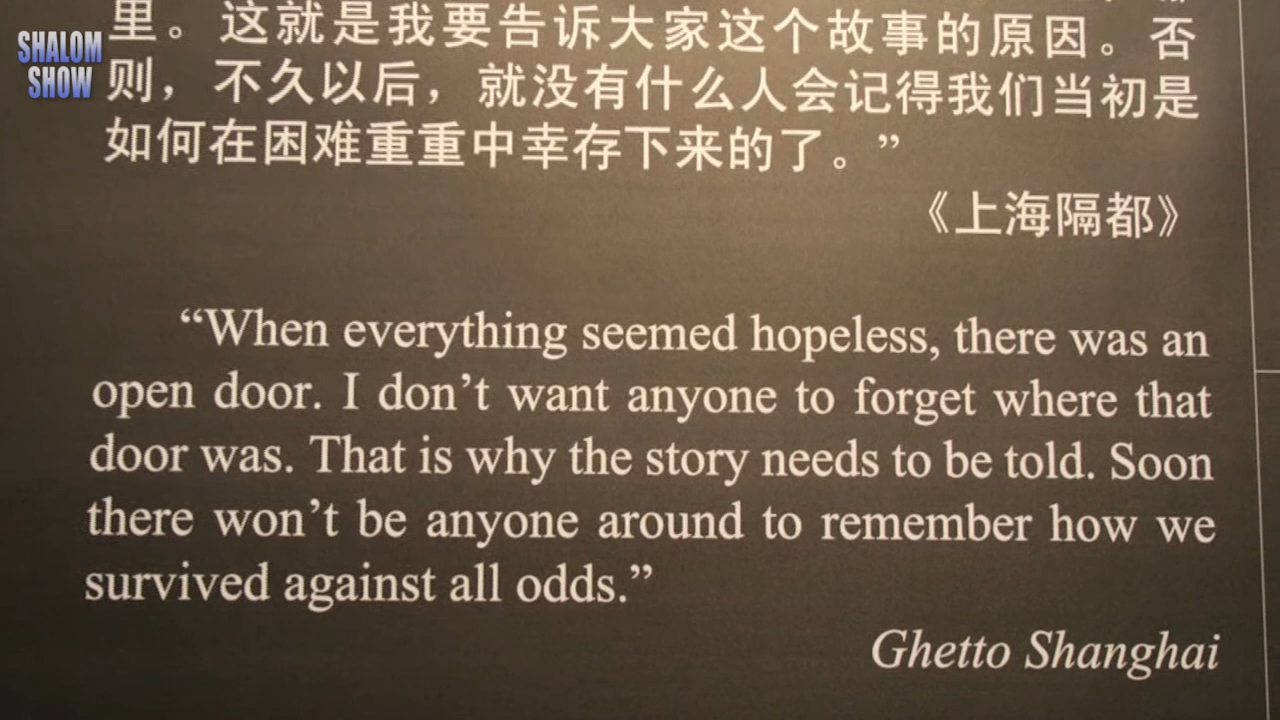 SHALOM
SHOW
里。这就是我要告诉大家这个故事的原因。否
则，不久以后，就没有什么人会记得我们当初是
如何在困难重重中幸存下来的了。”
《上海隔都》
“When everything seemed hopeless, there was an
open door. I don’t want anyone to forget where that
door was. That is why the story needs to be told. Soon
there won’t be anyone around to remember how we
survived against all odds.”
Ghetto Shanghai